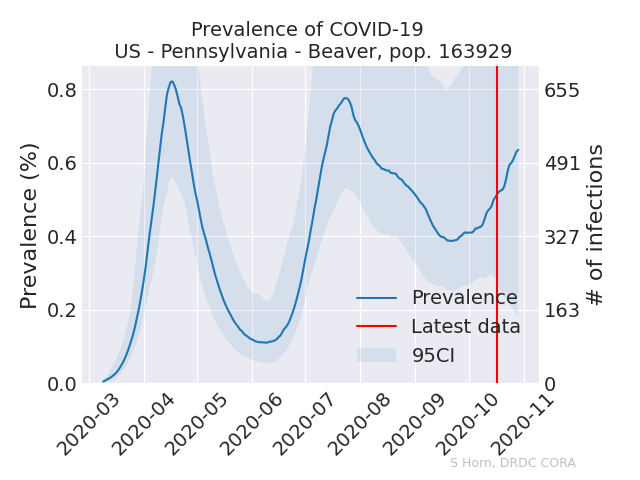 Prevalence of COVID-19
US - Pennsylvania - Beaver, pop. 163929
Prevalence (%)
0.8
0.6
0.4
0.2
0.0
655
491
327
163
0
# of infections
Prevalence
Latest data
95CI
2020-03
2020-04
2020-05
2020-06
2020-07
2020-08
2020-09
2020-10
2020-11
S Horn, DRDC CORA